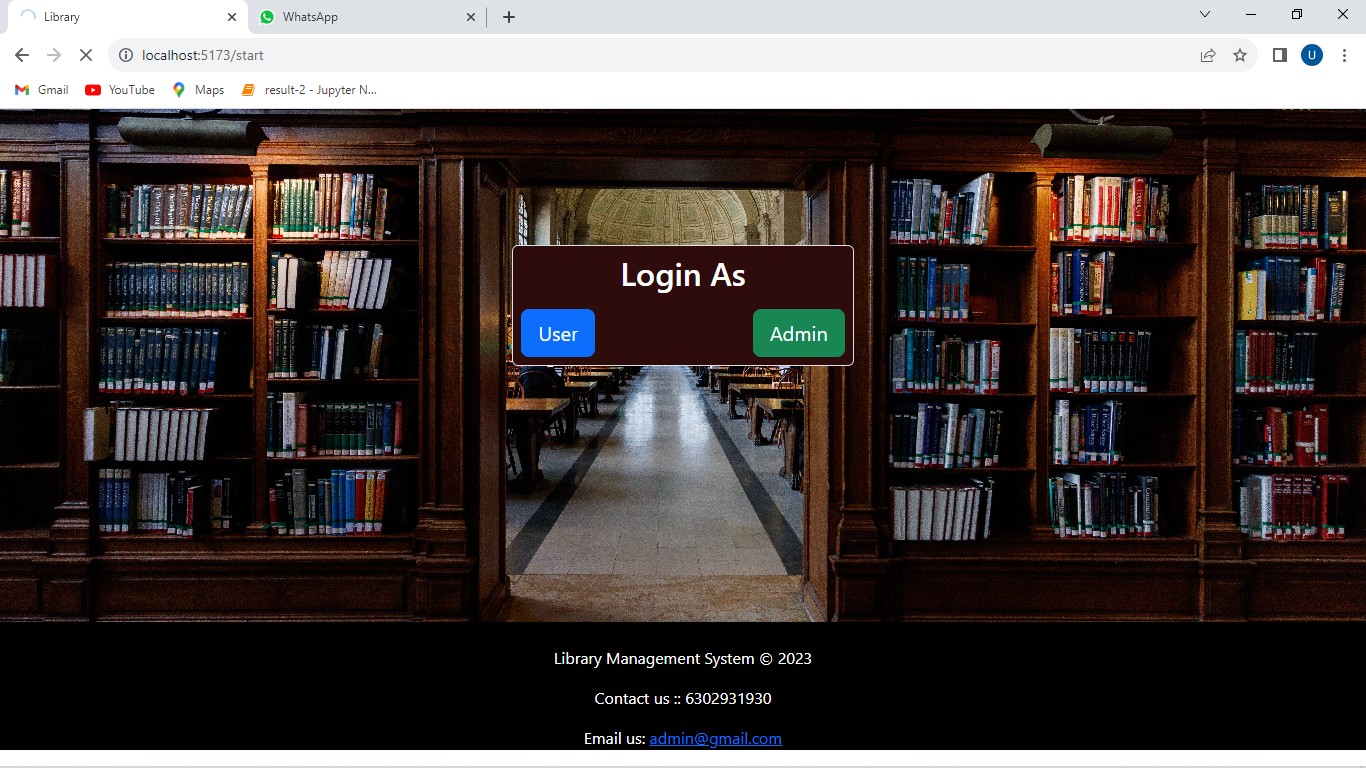 Library
WhatsApp
localhost:5173/start
U
Gmail
YouTube
Maps
result-2 - Jupyter N...
Login As
User
Admin
Library Management System © 2023
Contact us :: 6302931930
Email us: admin@gmail.com